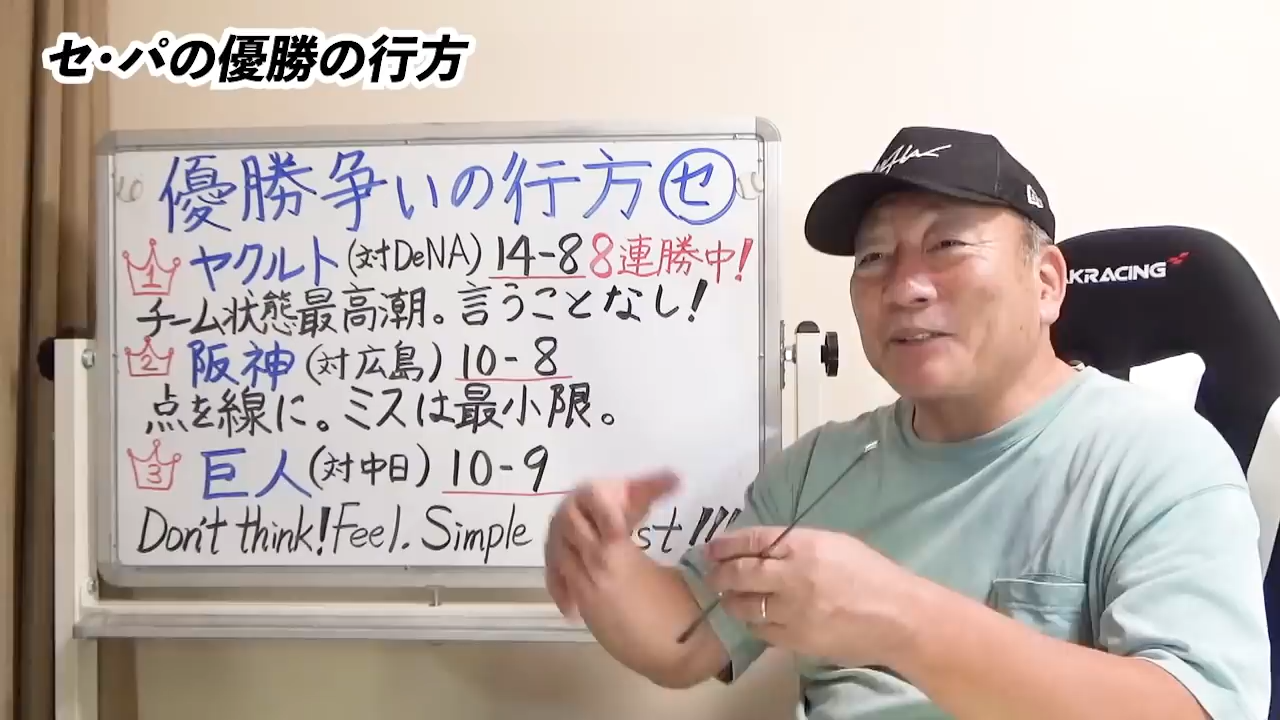 セ・パの優勝の行方
優勝争いの行方セ
1 ヤクルト(対DeNA) 14-8 8連勝中!
チーム状態最高潮。言うことなし!
2 阪神(対広島) 10-8
点を線に。ミスは最小限。
3 巨人(対中日) 10-9
Don't think! Feel. Simple st!!!
AKRACING